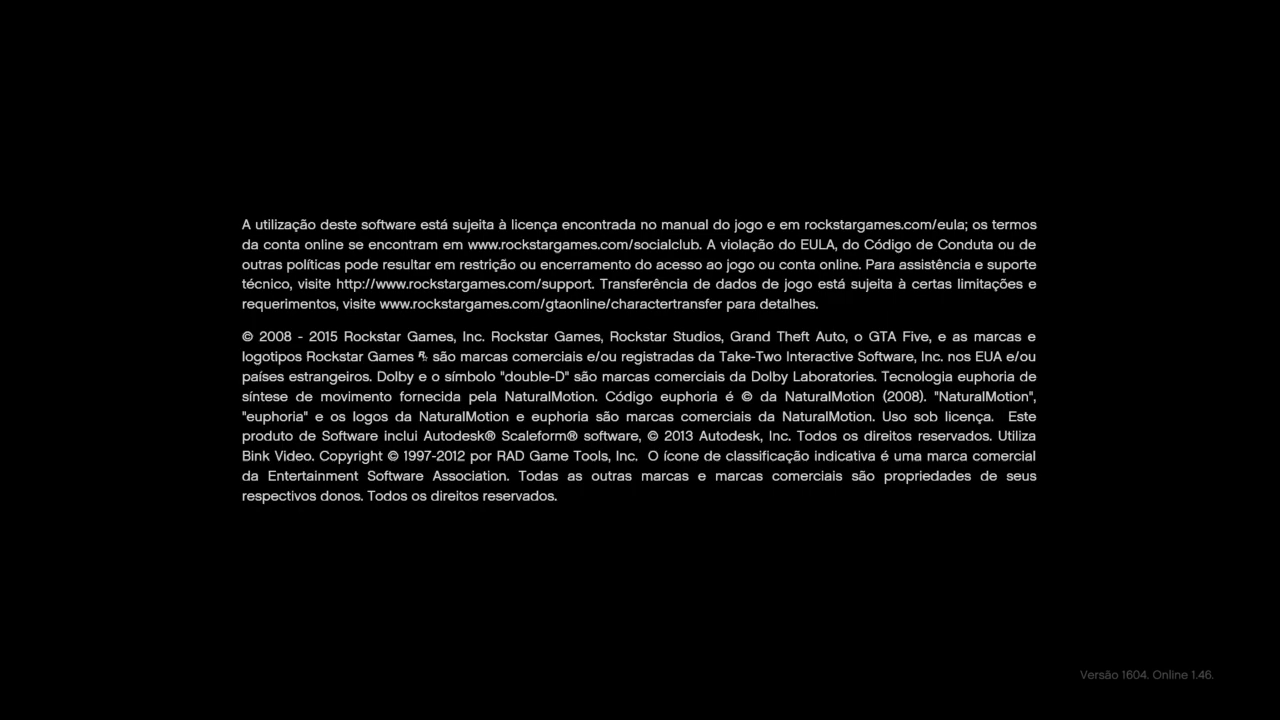 A utilização deste software está sujeita à licença encontrada no manual do jogo e em rockstargames.com/eula; os termos
da conta online se encontram em www.rockstargames.com/socialclub. A violação do EULA, do Código de Conduta ou de
outras políticas pode resultar em restrição ou encerramento do acesso ao jogo ou conta online. Para assistência e suporte
técnico, visite http://www.rockstargames.com/support. Transferência de dados de jogo está sujeita à certas limitações e
requerimentos, visite www.rockstargames.com/gtaonline/charactertransfer para detalhes.
© 2008 - 2015 Rockstar Games, Inc. Rockstar Games, Rockstar Studios, Grand Theft Auto, o GTA Five, e as marcas e
logotipos Rockstar Games R* são marcas comerciais e/ou registradas da Take-Two Interactive Software, Inc. nos EUA e/ou
países estrangeiros. Dolby e o símbolo "double-D" são marcas comerciais da Dolby Laboratories. Tecnologia euphoria de
síntese de movimento fornecida pela NaturalMotion. Código euphoria é © da NaturalMotion (2008). "NaturalMotion",
"euphoria" e os logos da NaturalMotion e euphoria são marcas comerciais da NaturalMotion. Uso sob licença.  Este
produto de Software inclui Autodesk® Scaleform® software, © 2013 Autodesk, Inc. Todos os direitos reservados. Utiliza
Bink Video. Copyright © 1997-2012 por RAD Game Tools, Inc.  O ícone de classificação indicativa é uma marca comercial
da Entertainment Software Association. Todas as outras marcas e marcas comerciais são propriedades de seus
respectivos donos. Todos os direitos reservados.
Versão 1604. Online 1.46.